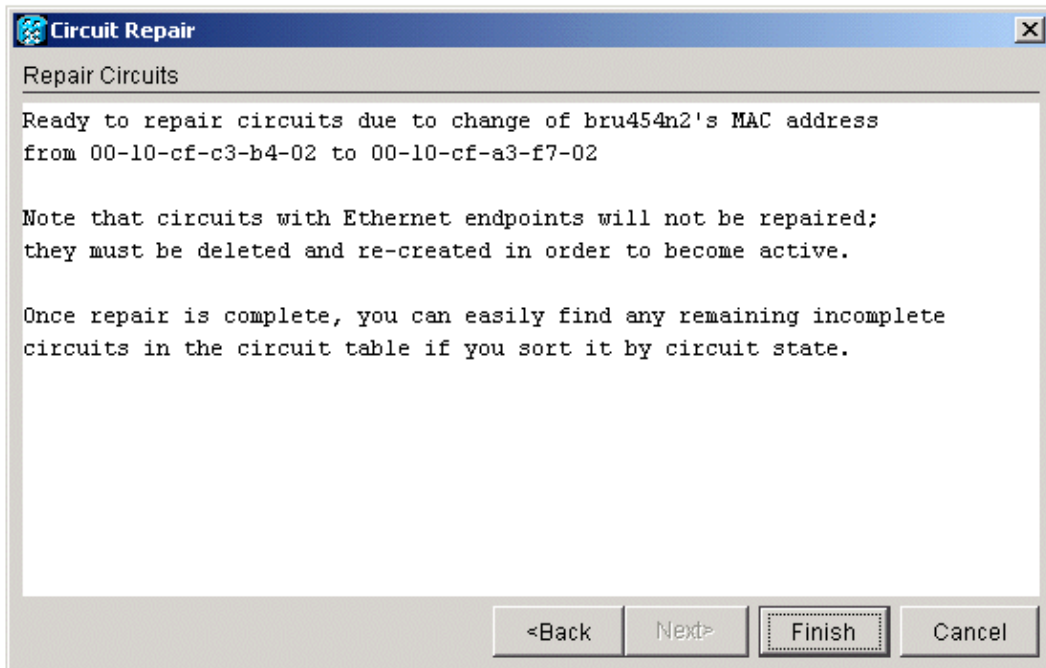 Circuit Repair
Repair Circuits
Ready to repair circuits due to change of bru454n2's MAC address
from 00-10-cf-c3-b4-02 to 00-10-cf-a3-f7-02
Note that circuits with Ethernet endpoints will not be repaired;
they must be deleted and re-created in order to become active.
Once repair is complete, you can easily find any remaining incomplete
circuits in the circuit table if you sort it by circuit state.
<Back Next> Finish Cancel